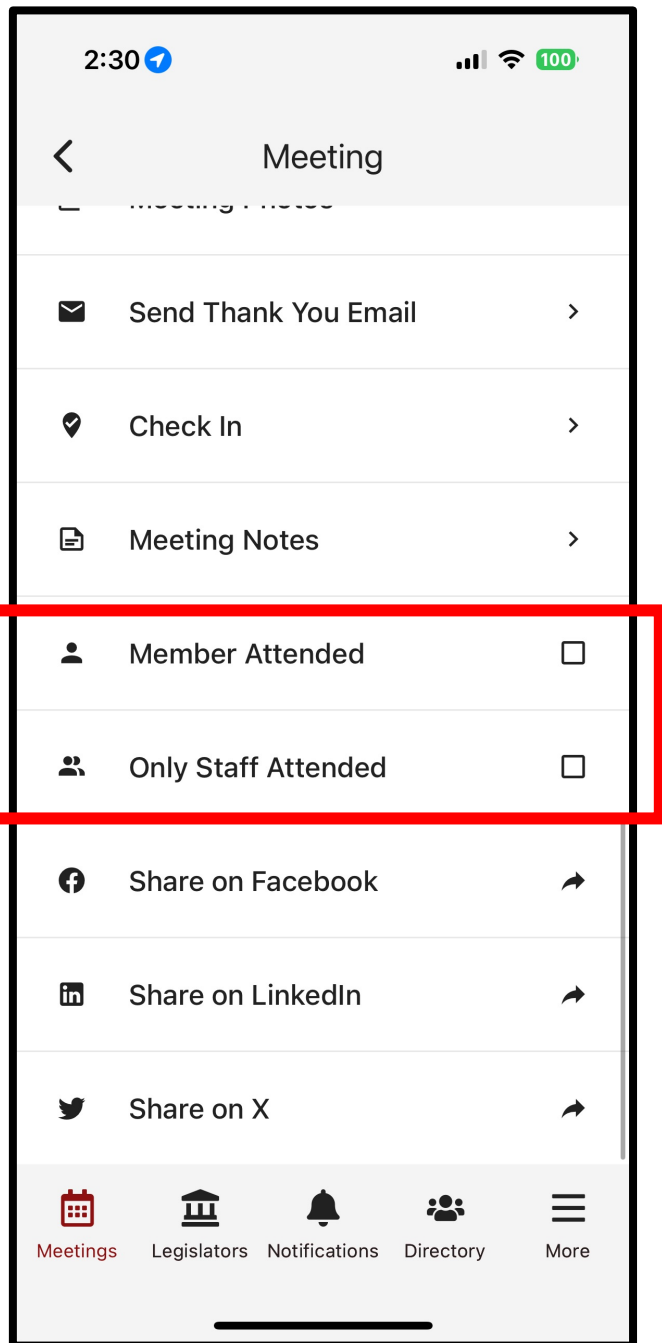 2:30
100
Meeting
Send Thank You Email
Check In
Meeting Notes
Member Attended
Only Staff Attended
Share on Facebook
Share on LinkedIn
Share on X
Meetings Legislators Notifications Directory More